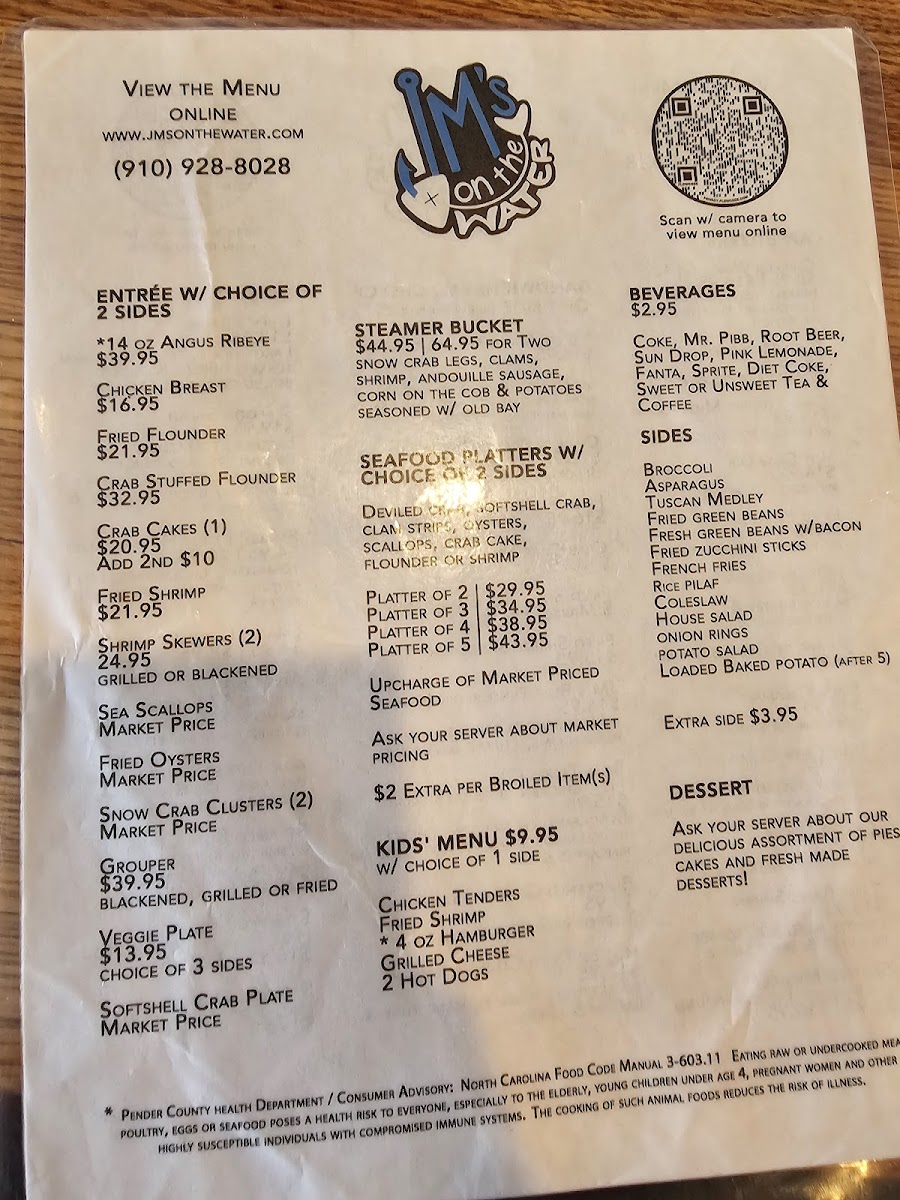 VIEW THE MENU
ONLINE
WWW.JMSONTHEWATER.COM
(910) 928-8028
JM's
on the
WATER
Scan w/ camera to
view menu online
ENTRÉE W/ CHOICE OF
2 SIDES
*14 OZ ANGUS RIBEYE
$39.95
CHICKEN BREAST
$16.95
FRIED FLOUNDER
$21.95
CRAB STUFFED FLOUNDER
$32.95
CRAB CAKES (1)
$20.95
ADD 2ND $10
FRIED SHRIMP
$21.95
SHRIMP SKEWERS (2)
24.95
GRILLED OR BLACKENED
SEA SCALLOPS
MARKET PRICE
FRIED OYSTERS
MARKET PRICE
SNOW CRAB CLUSTERS (2)
MARKET PRICE
GROUPER
$39.95
BLACKENED, GRILLED OR FRIED
VEGGIE PLATE
$13.95
CHOICE OF 3 SIDES
SOFTSHELL CRAB PLATE
MARKET PRICE
STEAMER BUCKET
$44.95 | 64.95 FOR TWO
SNOW CRAB LEGS, CLAMS,
SHRIMP, ANDOUILLE SAUSAGE,
CORN ON THE COB & POTATOES
SEASONED W/ OLD BAY
SEAFOOD PLATTERS W/
CHOICE OF 2 SIDES
DEVILED CRAB, SOFTSHELL CRAB,
CLAM STRIPS, OYSTERS,
SCALLOPS, CRAB CAKE,
FLOUNDER OR SHRIMP
PLATTER OF 2 | $29.95
PLATTER OF 3 | $34.95
PLATTER OF 4 | $38.95
PLATTER OF 5 | $43.95
UPCHARGE OF MARKET PRICED
SEAFOOD
ASK YOUR SERVER ABOUT MARKET
PRICING
$2 EXTRA PER BROILED ITEM(S)
KIDS' MENU $9.95
W/ CHOICE OF 1 SIDE
CHICKEN TENDERS
FRIED SHRIMP
* 4 OZ HAMBURGER
GRILLED CHEESE
2 HOT DOGS
BEVERAGES
$2.95
COKE, MR. PIBB, ROOT BEER,
SUN DROP, PINK LEMONADE,
FANTA, SPRITE, DIET COKE,
SWEET OR UNSWEET TEA &
COFFEE
SIDES
BROCCOLI
ASPARAGUS
TUSCAN MEDLEY
FRIED GREEN BEANS
FRESH GREEN BEANS W/BACON
FRIED ZUCCHINI STICKS
FRENCH FRIES
RICE PILAF
COLESLAW
HOUSE SALAD
ONION RINGS
POTATO SALAD
LOADED BAKED POTATO (AFTER 5)
EXTRA SIDE $3.95
DESSERT
ASK YOUR SERVER ABOUT OUR
DELICIOUS ASSORTMENT OF PIES
CAKES AND FRESH MADE
DESSERTS!
* PENDER COUNTY HEALTH DEPARTMENT / CONSUMER ADVISORY: NORTH CAROLINA FOOD CODE MANUAL 3-603.11 EATING RAW OR UNDERCOOKED MEA
POULTRY, EGGS OR SEAFOOD POSES A HEALTH RISK TO EVERYONE, ESPECIALLY TO THE ELDERLY, YOUNG CHILDREN UNDER AGE 4, PREGNANT WOMEN AND OTHER
HIGHLY SUSCEPTIBLE INDIVIDUALS WITH COMPROMISED IMMUNE SYSTEMS. THE COOKING OF SUCH ANIMAL FOODS REDUCES THE RISK OF ILLNESS.